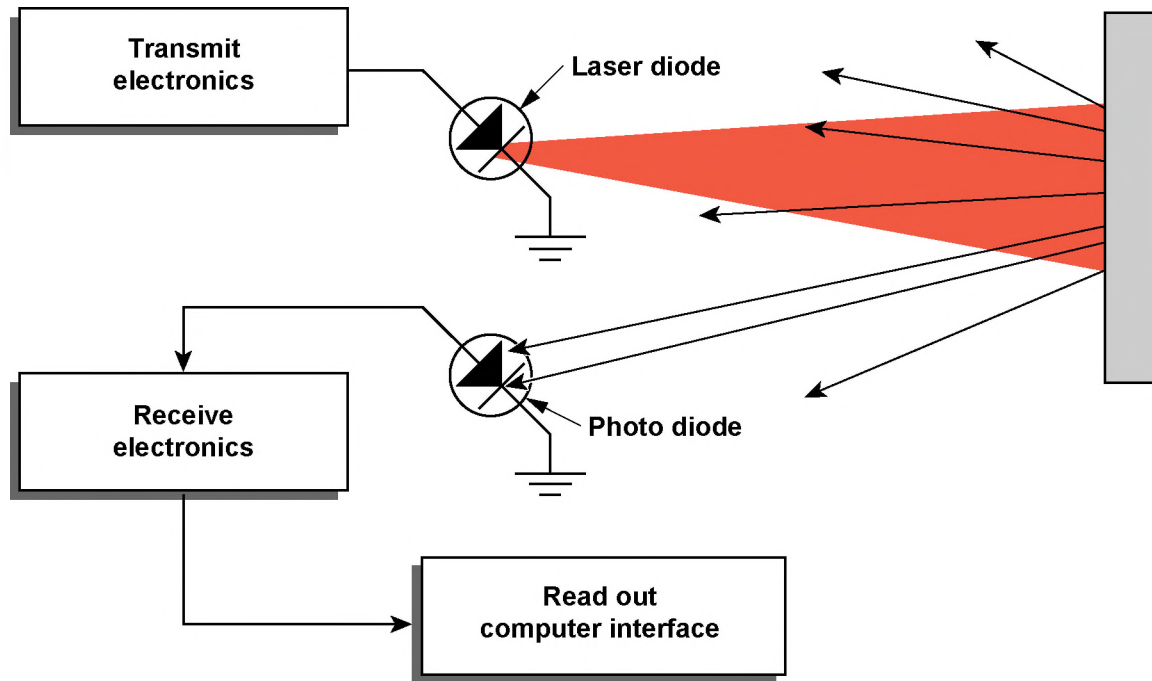 Transmit
electronics
Laser diode
Receive
electronics
Photo diode
Read out
computer interface